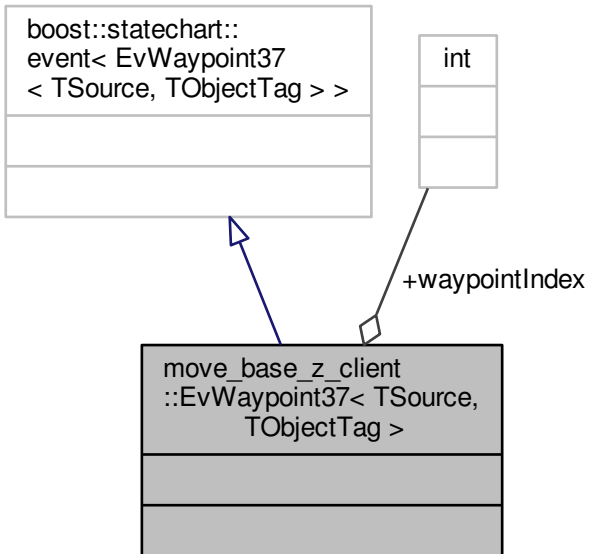 boost::statechart::
event< EvWaypoint37
< TSource, TObjectTag > >
int
+waypointIndex
move_base_z_client
::EvWaypoint37< TSource,
TObjectTag >